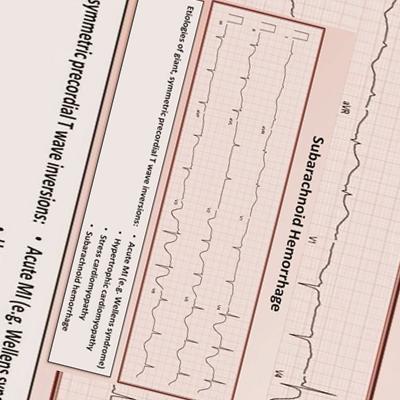 Subarachnoid Hemorrhage
aVR
V1
V4
Etiologies of giant, symmetric precordial T wave inversions:
• Acute MI (e.g. Wellens syndrome)
• Hypertrophic cardiomyopathy
• Stress cardiomyopathy
• Subarachnoid hemorrhage
symmetric precordial T wave inversions:
• Acute MI (e.g. Wellens